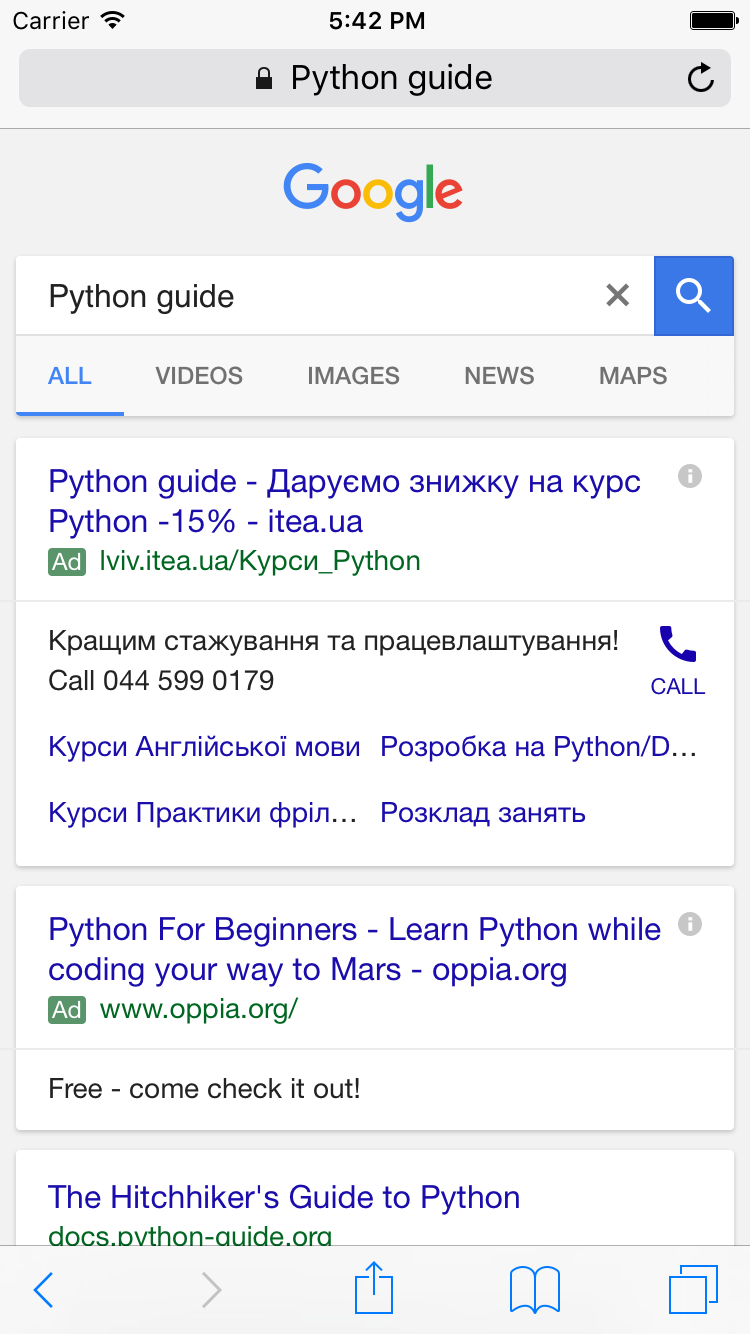 Carrier 5:42 PM
Python guide
Google
Python guide
ALL VIDEOS IMAGES NEWS MAPS
Python guide - Даруємо знижку на курс
Python -15% - itea.ua
Ad lviv.itea.ua/Курси_Python
Кращим стажування та працевлаштування!
Call 044 599 0179
CALL
Курси Англійської мови Розробка на Python/D...
Курси Практики фріл... Розклад занять
Python For Beginners - Learn Python while
coding your way to Mars - oppia.org
Ad www.oppia.org/
Free - come check it out!
The Hitchhiker's Guide to Python
docs.python-guide.org